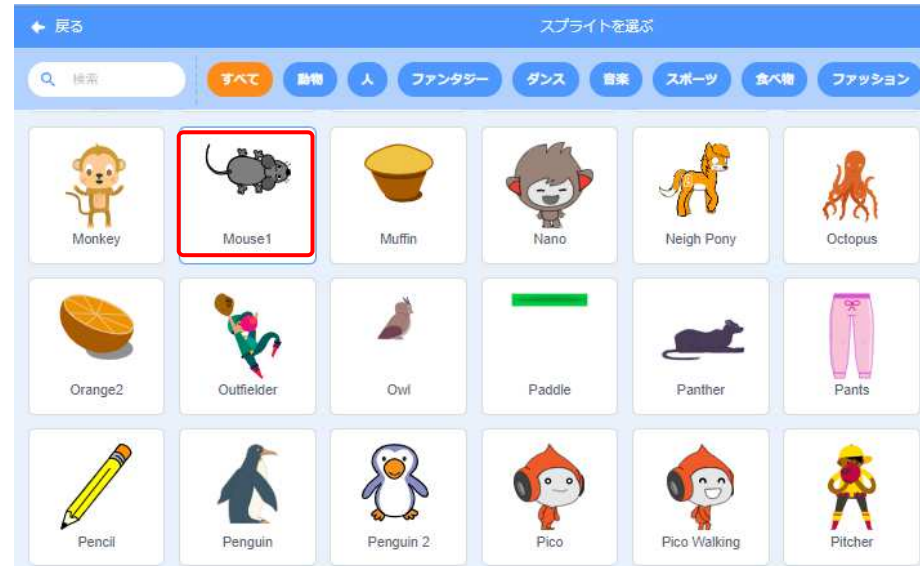 戻る スプライトを選ぶ
検索 すべて 動物 人 ファンタジー ダンス 音楽 スポーツ 食べ物 ファッション
Monkey Mouse1 Muffin Nano Neigh Pony Octopus
Orange2 Outfielder Owl Paddle Panther Pants
Pencil Penguin Penguin 2 Pico Pico Walking Pitcher